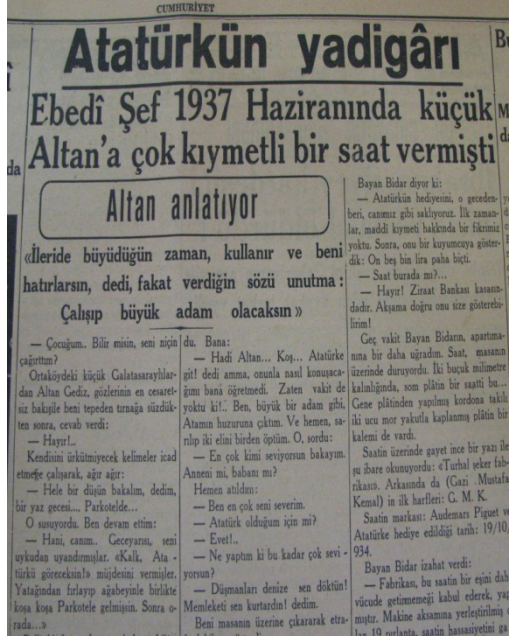 CUMHURİYET
Atatürkün yadigârı
Ebedî Şef 1937 Haziranında küçük
Altan'a çok kıymetli bir saat vermişti
Altan anlatıyor
«İleride büyüdüğün zaman, kullanır ve beni
hatırlarsın, dedi, fakat verdiğin sözü unutma:
Çalışıp büyük adam olacaksın»
— Çocuğum.. Bilir misin, seni niçin
çağırttım?
Ortaköydeki küçük Galatasaraylılar-
dan Altan Gediz, gözlerinin en cesaret-
siz bakışile beni tepeden tırnağa süzdük-
ten sonra, cevab verdi:
— Hayır!..
Kendisini ürkütmiyecek kelimeler icad
etmeğe çalışarak, ağır ağır:
— Hele bir düşün bakalım, dedim,
bir yaz gecesi.... Parkotelde...
O susuyordu. Ben devam ettim:
— Hani, canım.. Geceyarısı, seni
uykudan uyandırmışlar. «Kalk, Ata -
türkü göreceksin!» müjdesini vermişler.
Yatağından fırlayıp ağabeyinle birlikte
koşa koşa Parkotele gelmişsin. Sonra o-
rada...»
du. Bana:
— Hadi Altan... Koş... Atatürke
git! dedi amma, onunla nasıl konuşaca-
ğımı bana öğretmedi. Zaten vakit de
yoktu ki!.. Ben, büyük bir adam gibi,
Atamın huzuruna çıktım. Ve hemen, sa-
rılıp iki elini birden öptüm. O, sordu:
— En çok kimi seviyorsun bakayım.
Anneni mi, babanı mı?
Hemen atıldım:
— Ben en çok seni severim.
— Atatürk olduğum için mi?
— Evet!..
— Ne yaptım ki bu kadar çok sevi -
yorsun?
— Düşmanları denize sen döktün!
Memleketi sen kurtardın! dedim.
Beni masanın üzerine çıkararak etra-
Bayan Bidar diyor ki:
— Atatürkün hediyesini, o geceden-
beri, canımız gibi saklıyoruz. İlk zaman-
lar, maddî kıymeti hakkında bir fikrimiz
yoktu. Sonra, onu bir kuyumcuya göster-
dik: On beş bin lira paha biçti.
— Saat burada mı?...
— Hayır! Ziraat Bankası kasasın-
dadır. Akşama doğru onu size gösterebi-
lirim!
Geç vakit Bayan Bidarın, apartıma-
nına bir daha uğradım. Saat, masanın
üzerinde duruyordu. İki buçuk milimetre
kalınlığında, som plâtin bir saatti bu...
Gene plâtinden yapılmış kordona takılı
iki ucu mor yakutla kaplanmış plâtin bir
kalemi de vardı.
Saatin üzerinde gayet ince bir yazı ile
şu ibare okunuyordu: «Turhal şeker fab-
rikası». Arkasında da (Gazi Mustafa
Kemal) in ilk harfleri: G. M. K.
Saatin markası: Audemars Piguet ve
Atatürke hediye edildiği tarih: 19/10/
934.
Bayan Bidar izahat verdi:
— Fabrikası, bu saatin bir eşini daha
vücude getirmemeği kabul ederek, yap
mıştır. Makine aksamına yerleştirilmiş o